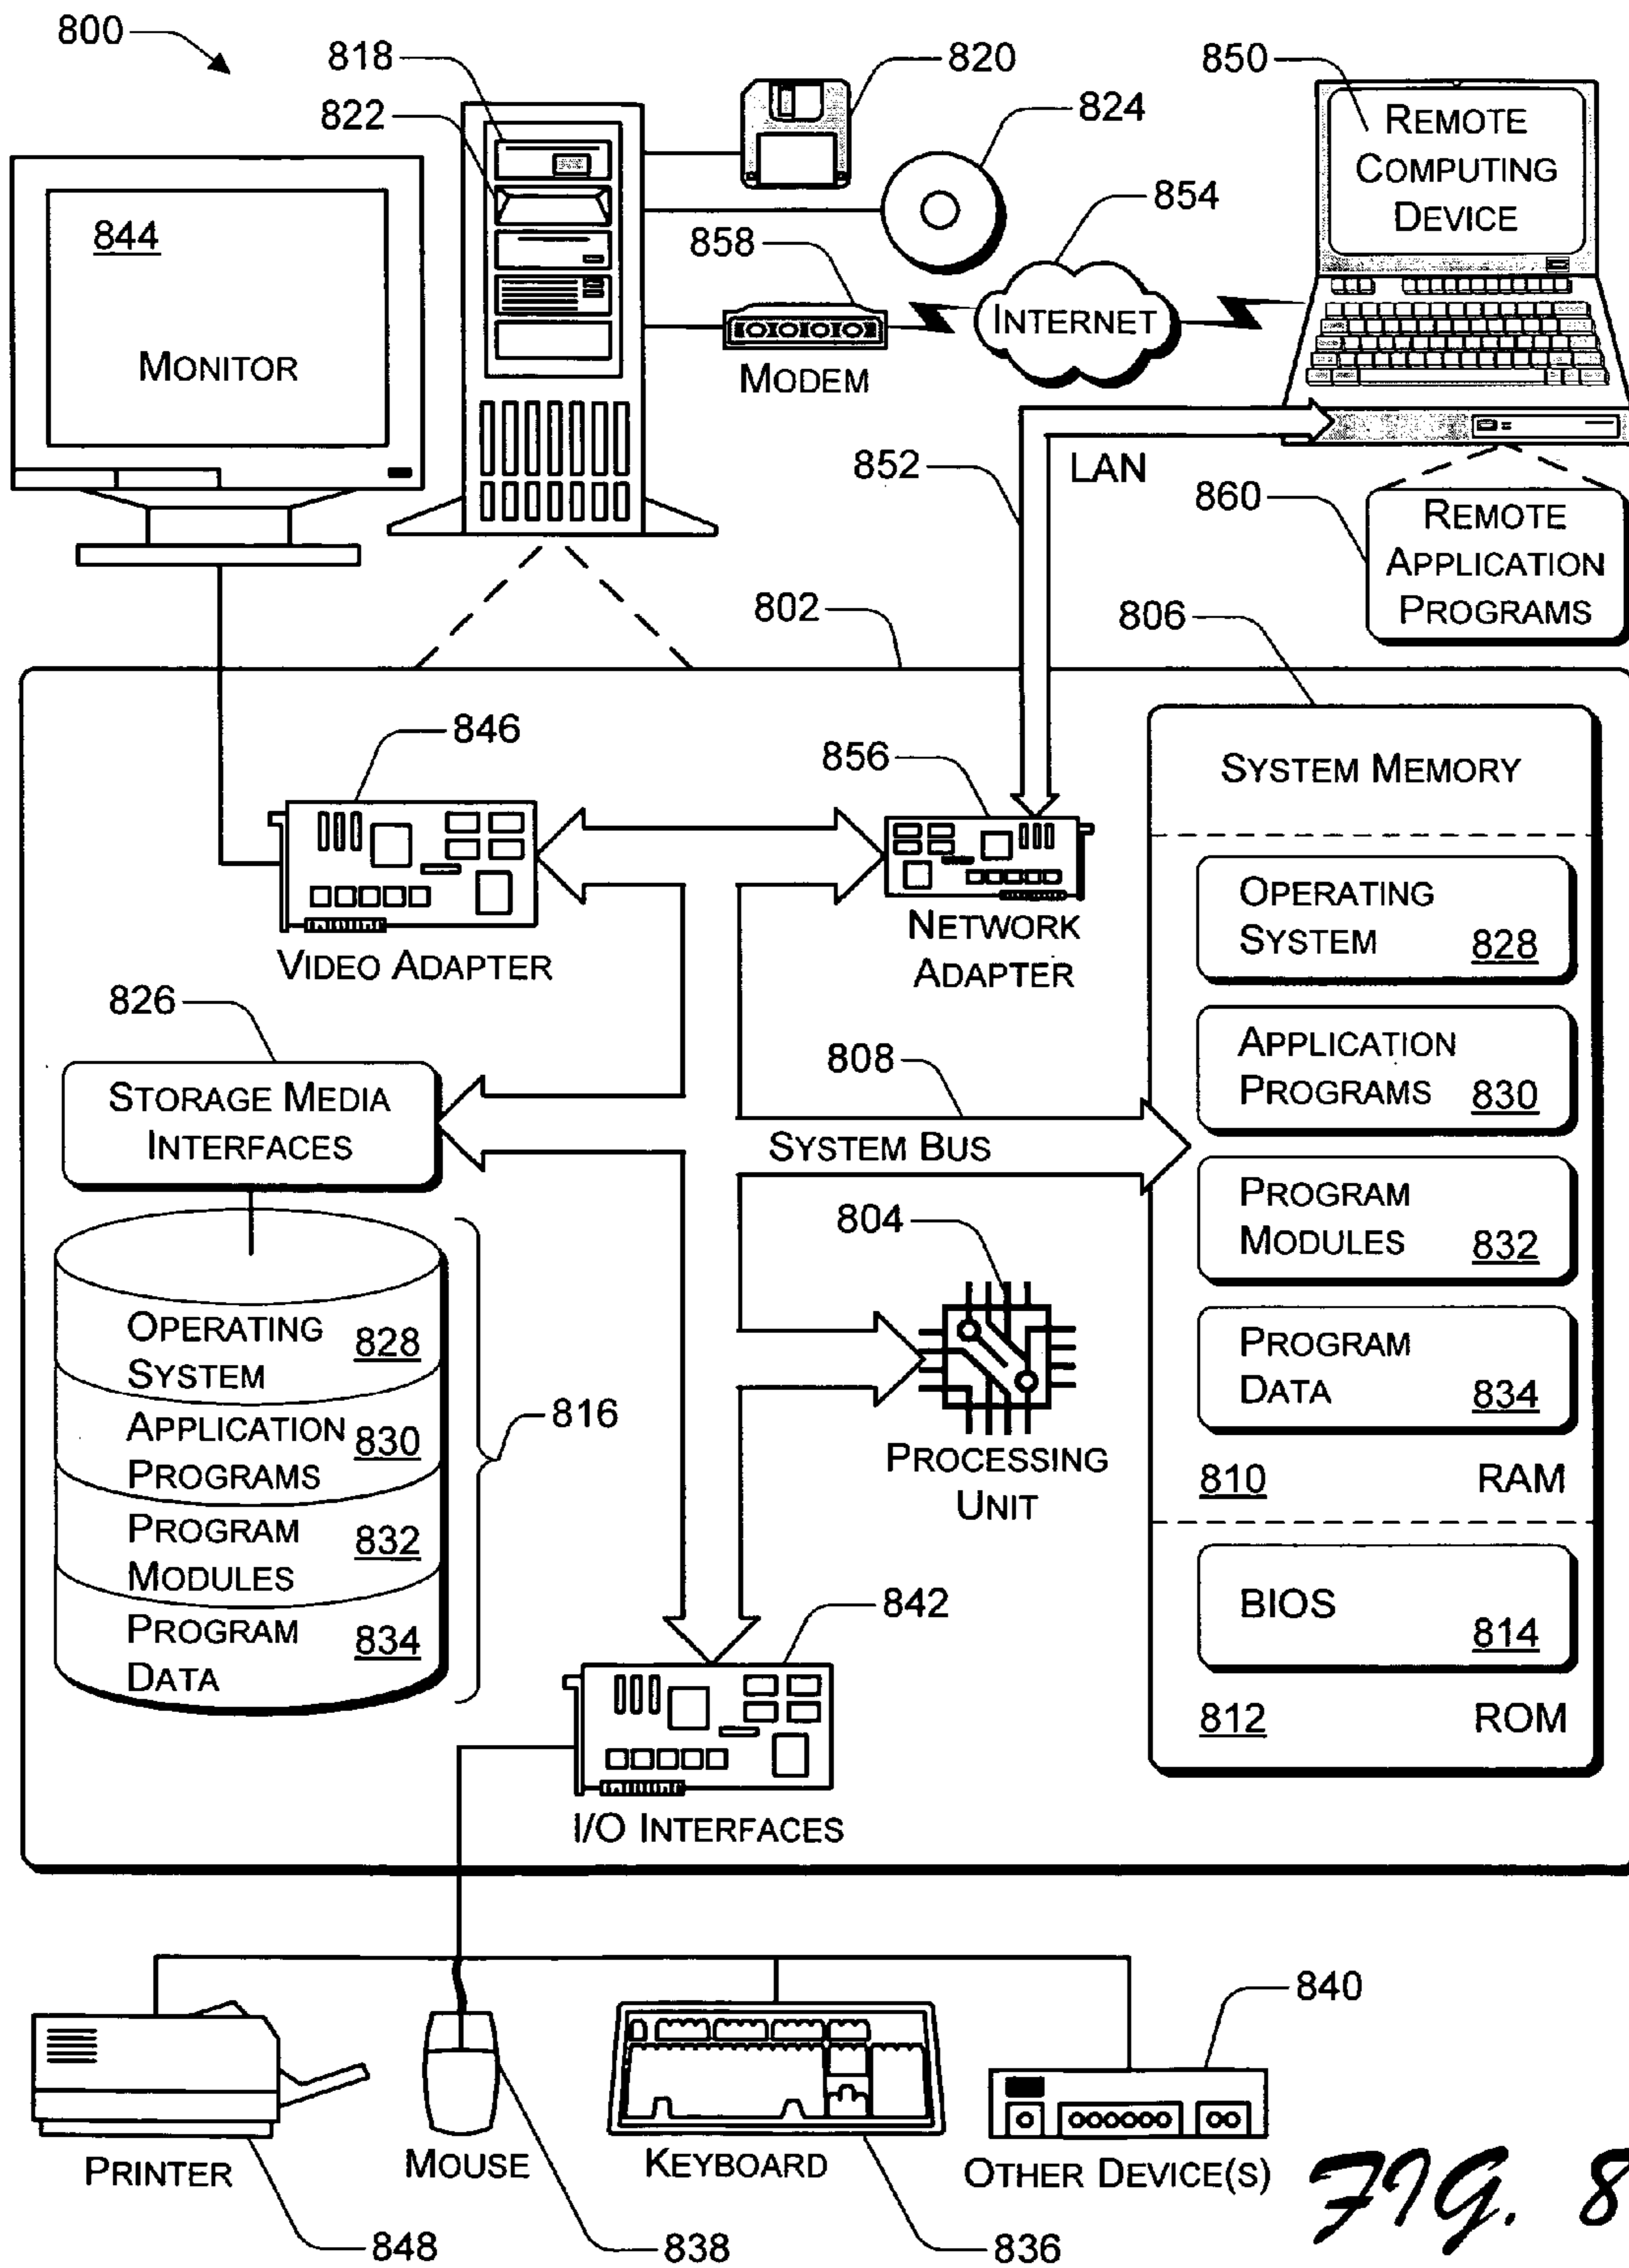 800
818
820
850
822
824
REMOTE
COMPUTING
DEVICE
854
844
858
INTERNET
MONITOR
MODEM
852
LAN
860
REMOTE
APPLICATION
PROGRAMS
802
806
846
856
SYSTEM MEMORY
OPERATING
SYSTEM 828
VIDEO ADAPTER
NETWORK
ADAPTER
826
808
APPLICATION
PROGRAMS 830
STORAGE MEDIA
INTERFACES
SYSTEM BUS
PROGRAM
MODULES 832
804
OPERATING
SYSTEM 828
PROGRAM
DATA 834
APPLICATION
PROGRAMS 830
816
PROCESSING
UNIT
810 RAM
PROGRAM
MODULES 832
842
BIOS
814
PROGRAM
DATA 834
812 ROM
I/O INTERFACES
840
PRINTER
MOUSE
KEYBOARD
OTHER DEVICE(S)
848
838
836
FIG. 8